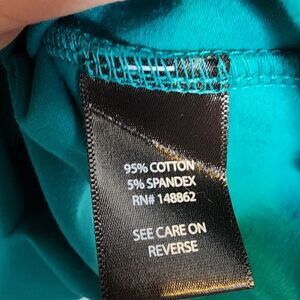 95% COTTON
5% SPANDEX
RN# 148862
SEE CARE ON
REVERSE